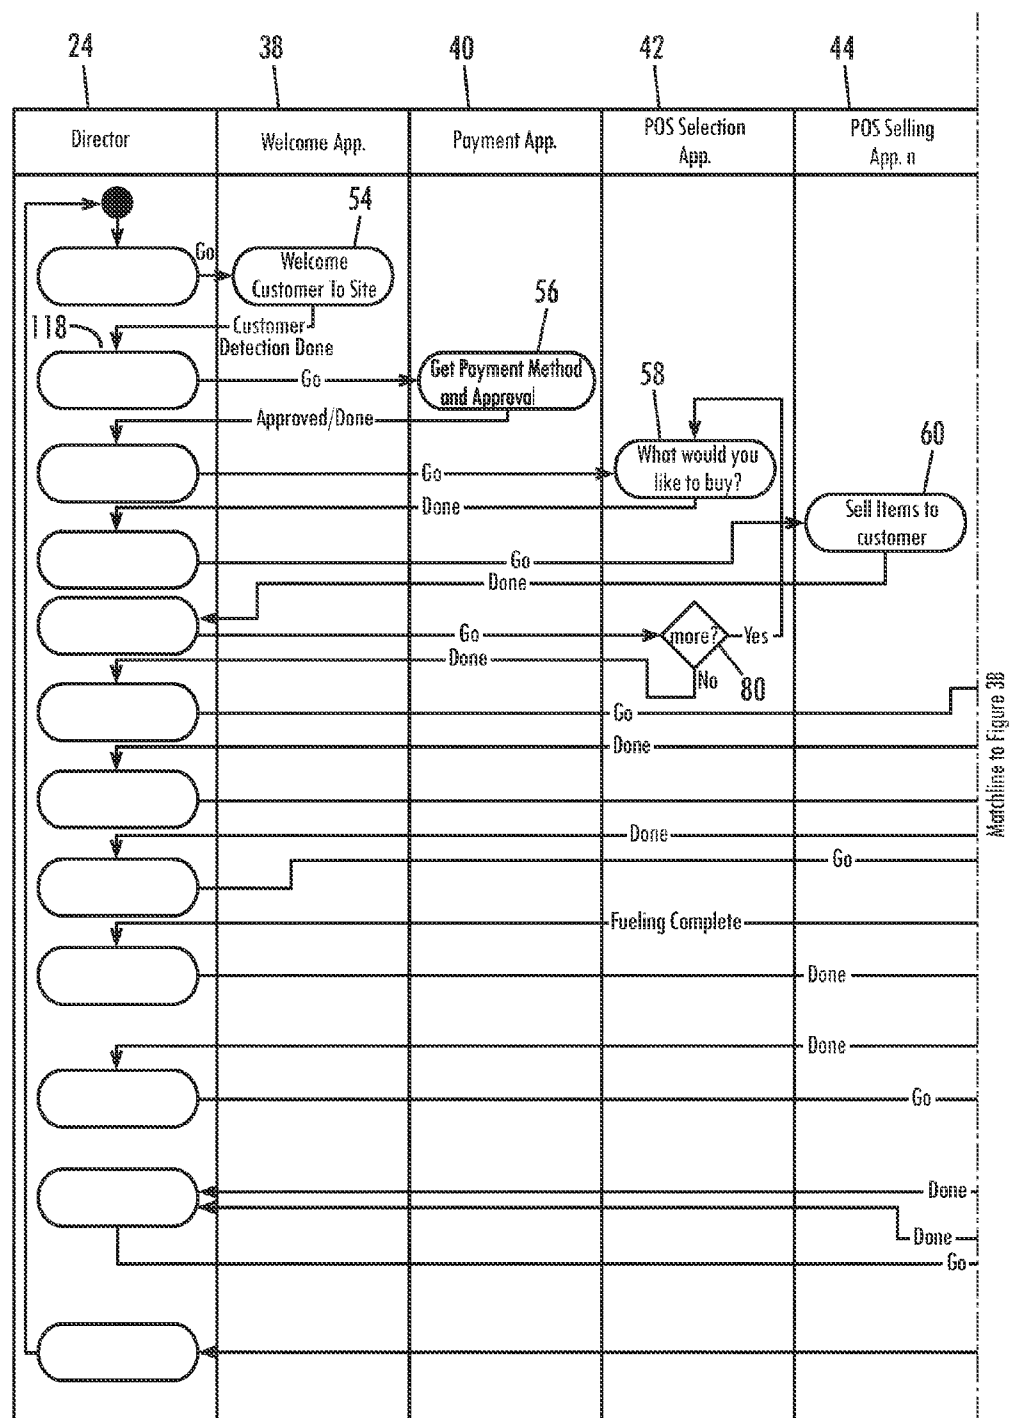 24
38
40
42
44
Director
Welcome App.
Payment App.
POS Selection
App.
POS Selling
App. n
54
Go
Welcome
Customer To Site
118
Customer
Detection Done
56
Go
Get Payment Method
and Approval
58
Approved/Done
60
Go
What would you
like to buy?
Done
Sell Items to
customer
Go
Done
Go
more?
Yes
Done
No
80
Go
Done
Matchline to Figure 3B
Done
Go
Fueling Complete
Done
Done
Go
Done
Done
Go